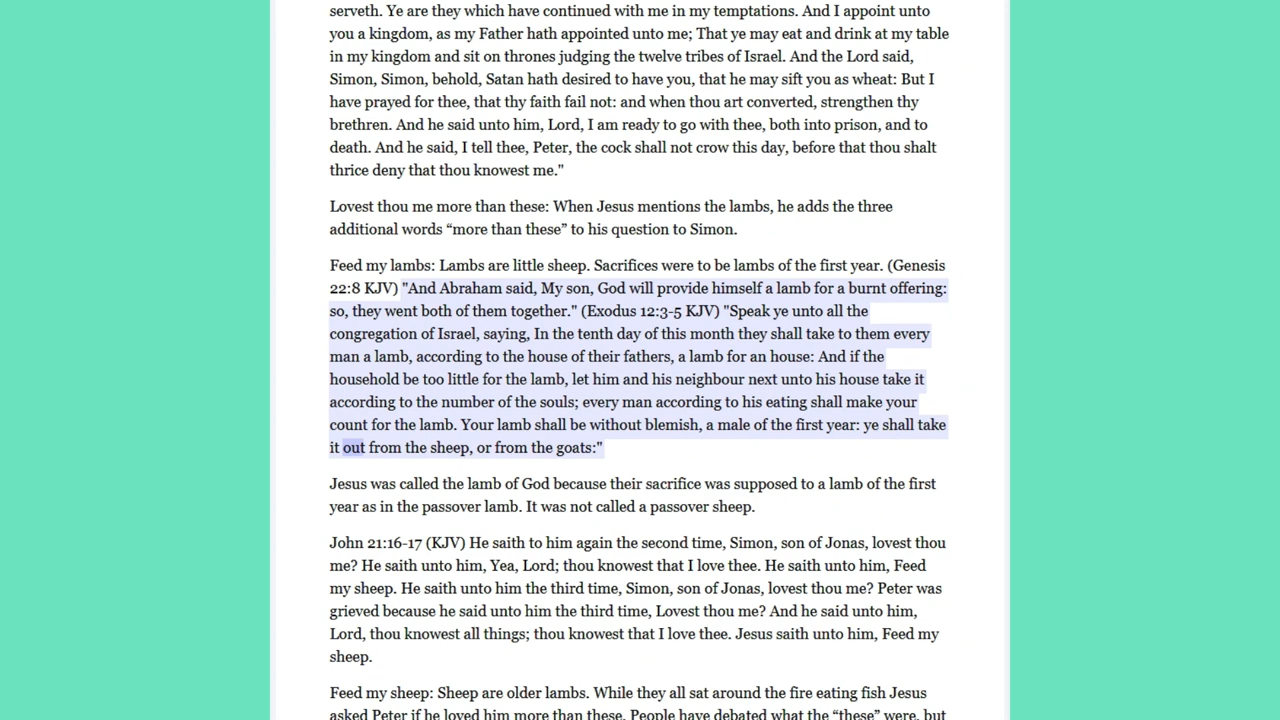 serveth. Ye are they which have continued with me in my temptations. And I appoint unto
you a kingdom, as my Father hath appointed unto me; That ye may eat and drink at my table
in my kingdom and sit on thrones judging the twelve tribes of Israel. And the Lord said,
Simon, Simon, behold, Satan hath desired to have you, that he may sift you as wheat: But I
have prayed for thee, that thy faith fail not: and when thou art converted, strengthen thy
brethren. And he said unto him, Lord, I am ready to go with thee, both into prison, and to
death. And he said, I tell thee, Peter, the cock shall not crow this day, before that thou shalt
thrice deny that thou knowest me."
Lovest thou me more than these: When Jesus mentions the lambs, he adds the three
additional words “more than these” to his question to Simon.
Feed my lambs: Lambs are little sheep. Sacrifices were to be lambs of the first year. (Genesis
22:8 KJV) "And Abraham said, My son, God will provide himself a lamb for a burnt offering:
so, they went both of them together." (Exodus 12:3-5 KJV) "Speak ye unto all the
congregation of Israel, saying, In the tenth day of this month they shall take to them every
man a lamb, according to the house of their fathers, a lamb for an house: And if the
household be too little for the lamb, let him and his neighbour next unto his house take it
according to the number of the souls; every man according to his eating shall make your
count for the lamb. Your lamb shall be without blemish, a male of the first year: ye shall take
it out from the sheep, or from the goats:"
Jesus was called the lamb of God because their sacrifice was supposed to a lamb of the first
year as in the passover lamb. It was not called a passover sheep.
John 21:16-17 (KJV) He saith to him again the second time, Simon, son of Jonas, lovest thou
me? He saith unto him, Yea, Lord; thou knowest that I love thee. He saith unto him, Feed
my sheep. He saith unto him the third time, Simon, son of Jonas, lovest thou me? Peter was
grieved because he said unto him the third time, Lovest thou me? And he said unto him,
Lord, thou knowest all things; thou knowest that I love thee. Jesus saith unto him, Feed my
sheep.
Feed my sheep: Sheep are older lambs. While they all sat around the fire eating fish Jesus
asked Peter if he loved him more than these. People have debated what the “these” were, but